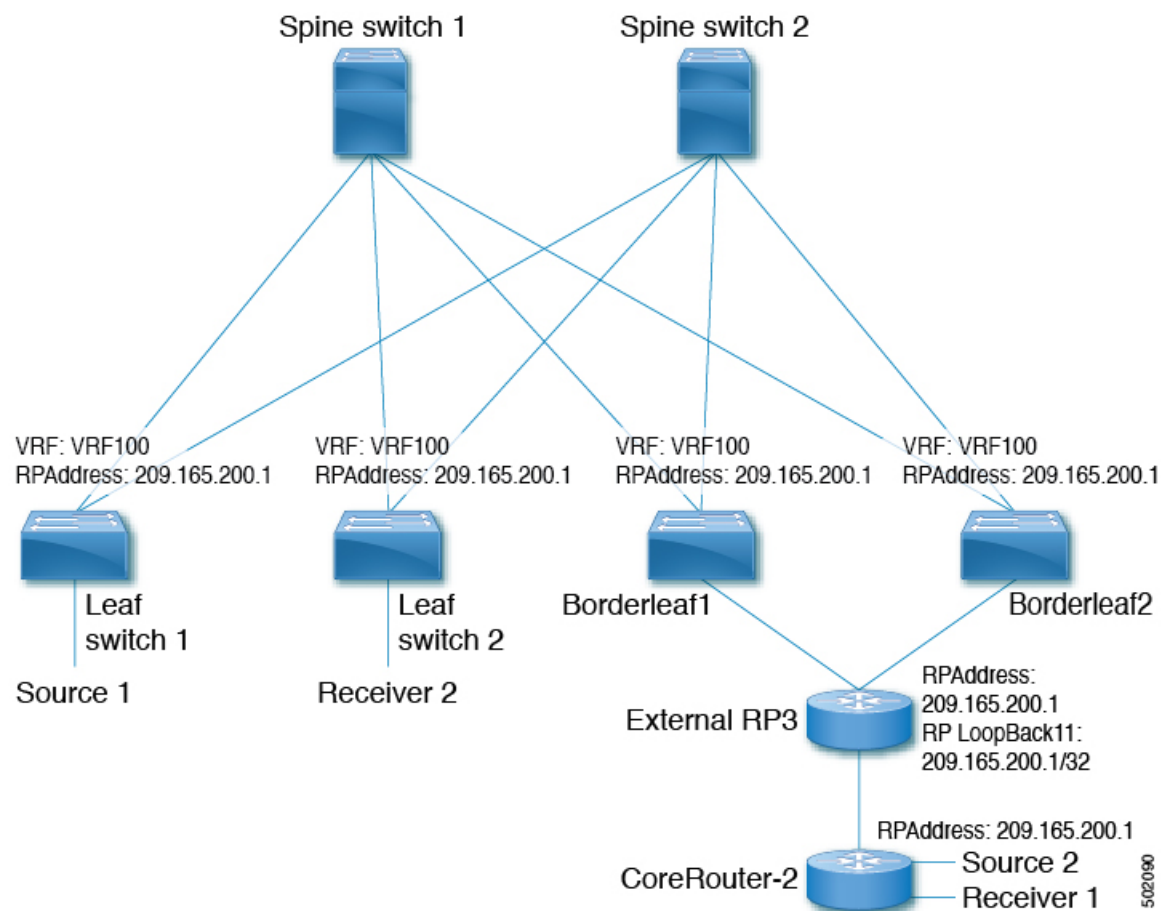 Spine switch 1
Spine switch 2
VRF: VRF100
RPAddress: 209.165.200.1
VRF: VRF100
RPAddress: 209.165.200.1
VRF: VRF100
RPAddress: 209.165.200.1
VRF: VRF100
RPAddress: 209.165.200.1
Leaf
switch 1
Leaf
switch 2
Borderleaf1
Borderleaf2
Source 1
Receiver 2
External RP3
RPAddress:
209.165.200.1
RP LoopBack11:
209.165.200.1/32
RPAddress: 209.165.200.1
CoreRouter-2
Source 2
Receiver 1
502090